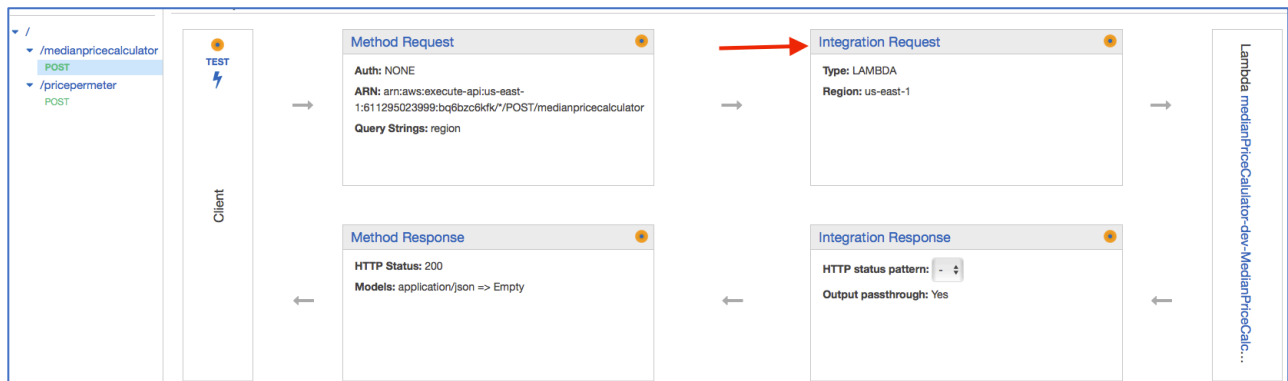 /
/medianpricecalculator
POST
/pricepermeter
POST
TEST
Client
Method Request
Auth: NONE
ARN: arn:aws:execute-api:us-east-
1:611295023999:bq6bzc6kfk/*/POST/medianpricecalculator
Query Strings: region
Integration Request
Type: LAMBDA
Region: us-east-1
Method Response
HTTP Status: 200
Models: application/json => Empty
Integration Response
HTTP status pattern: -
Output passthrough: Yes
Lambda medianPriceCalulator-dev-MedianPriceCalc...